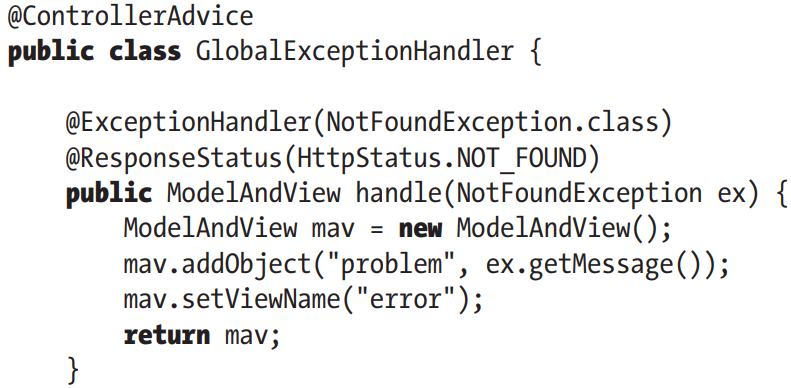 @ControllerAdvice
public class GlobalExceptionHandler {
@ExceptionHandler(NotFoundException.class)
@ResponseStatus(HttpStatus.NOT_FOUND)
public ModelAndView handle(NotFoundException ex) {
ModelAndView mav = new ModelAndView();
mav.addObject("problem", ex.getMessage());
mav.setViewName("error");
return mav;
}